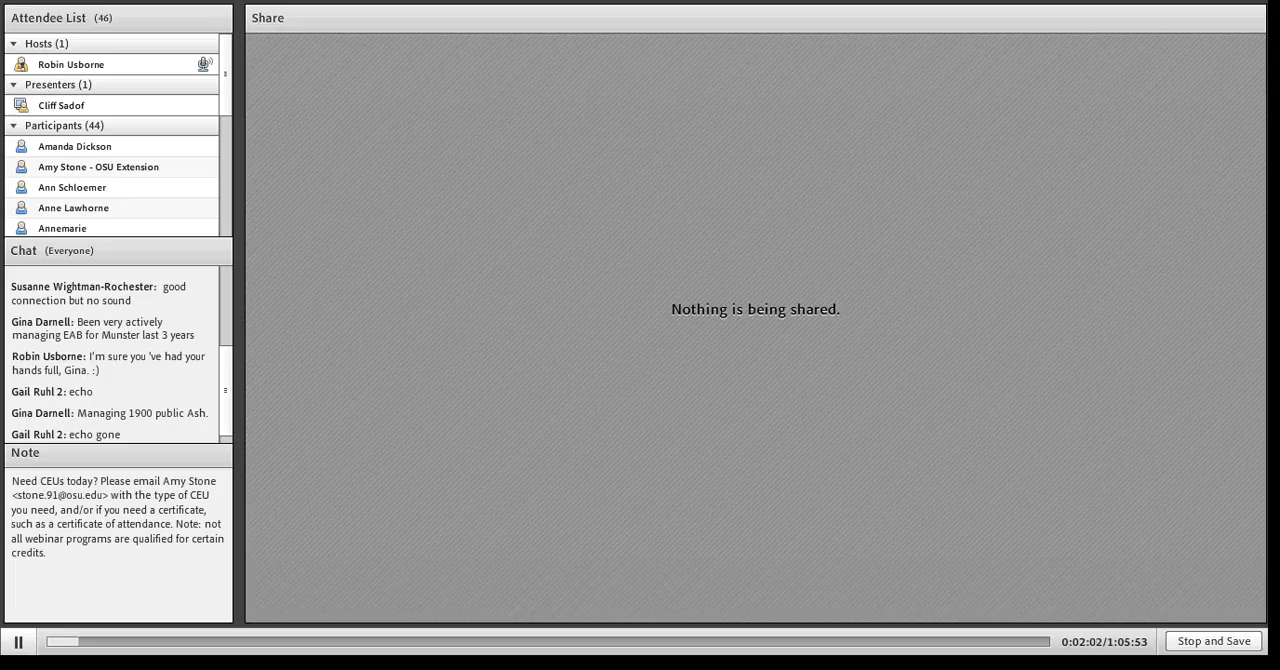 Attendee List (46)
Hosts (1)
Robin Usborne
Presenters (1)
Cliff Sadof
Participants (44)
Amanda Dickson
Amy Stone - OSU Extension
Ann Schloemer
Anne Lawhorne
Annemarie
Chat (Everyone)
Susanne Wightman-Rochester: good
connection but no sound
Gina Darnell: Been very actively
managing EAB for Munster last 3 years
Robin Usborne: I'm sure you 've had your
hands full, Gina. :)
Gail Ruhl 2: echo
Gina Darnell: Managing 1900 public Ash.
Gail Ruhl 2: echo gone
Note
Need CEUs today? Please email Amy Stone
<stone.91@osu.edu> with the type of CEU
you need, and/or if you need a certificate,
such as a certificate of attendance. Note: not
all webinar programs are qualified for certain
credits.
Share
Nothing is being shared.
0:02:02/1:05:53
Stop and Save